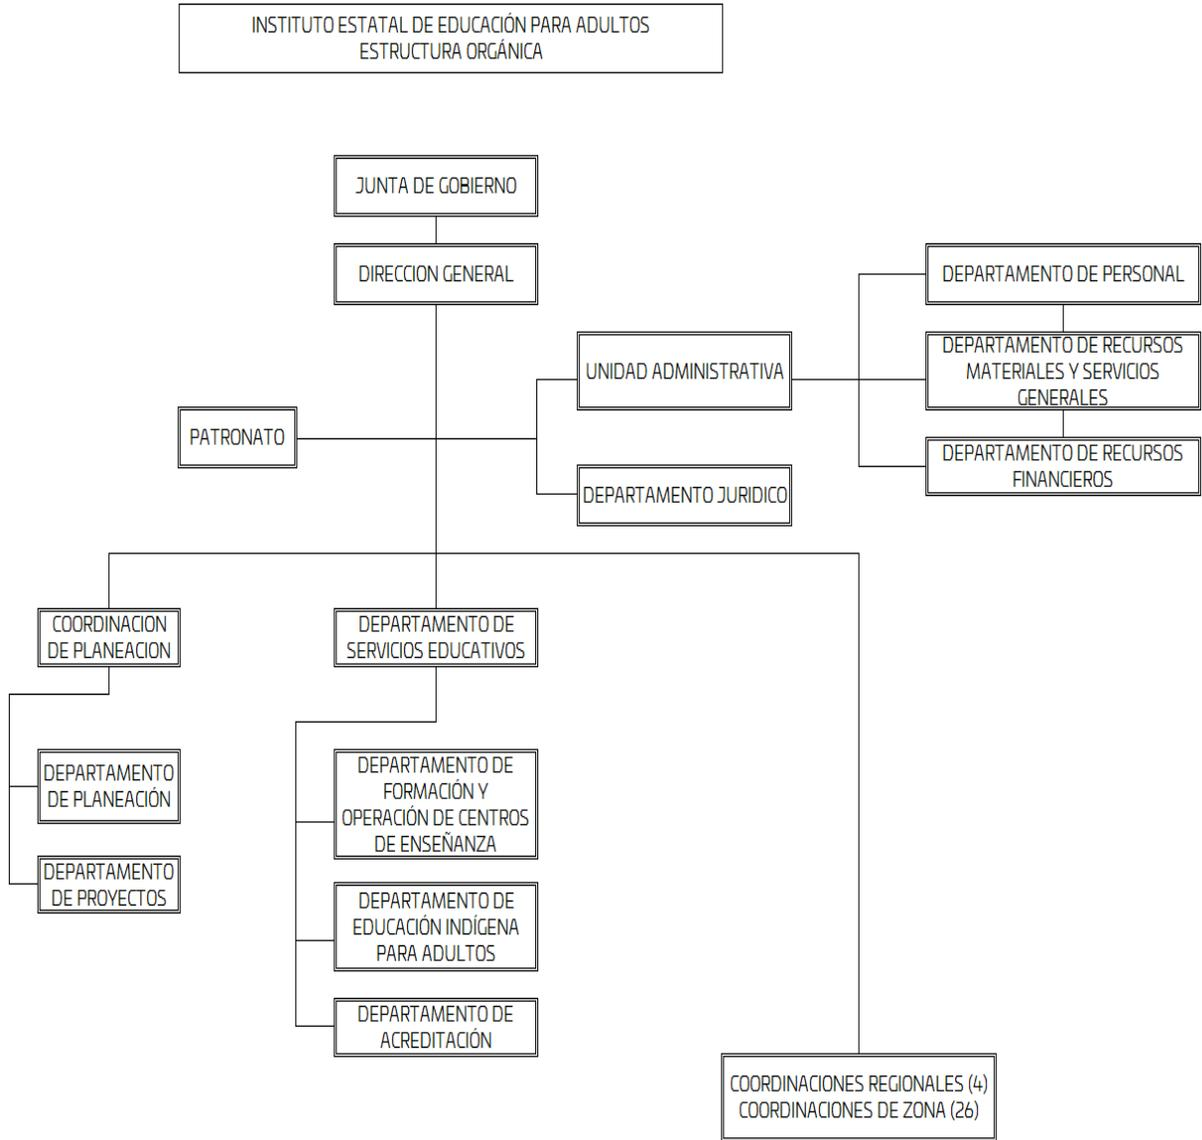 INSTITUTO ESTATAL DE EDUCACIÓN PARA ADULTOS
ESTRUCTURA ORGÁNICA
JUNTA DE GOBIERNO
DIRECCION GENERAL
DEPARTAMENTO DE PERSONAL
UNIDAD ADMINISTRATIVA
DEPARTAMENTO DE RECURSOS
MATERIALES Y SERVICIOS
GENERALES
PATRONATO
DEPARTAMENTO DE RECURSOS
FINANCIEROS
DEPARTAMENTO JURIDICO
COORDINACION
DE PLANEACION
DEPARTAMENTO DE
SERVICIOS EDUCATIVOS
DEPARTAMENTO
DE PLANEACIÓN
DEPARTAMENTO DE
FORMACIÓN Y
OPERACIÓN DE CENTROS
DE ENSEÑANZA
DEPARTAMENTO
DE PROYECTOS
DEPARTAMENTO DE
EDUCACIÓN INDÍGENA
PARA ADULTOS
DEPARTAMENTO DE
ACREDITACIÓN
COORDINACIONES REGIONALES (4)
COORDINACIONES DE ZONA (26)